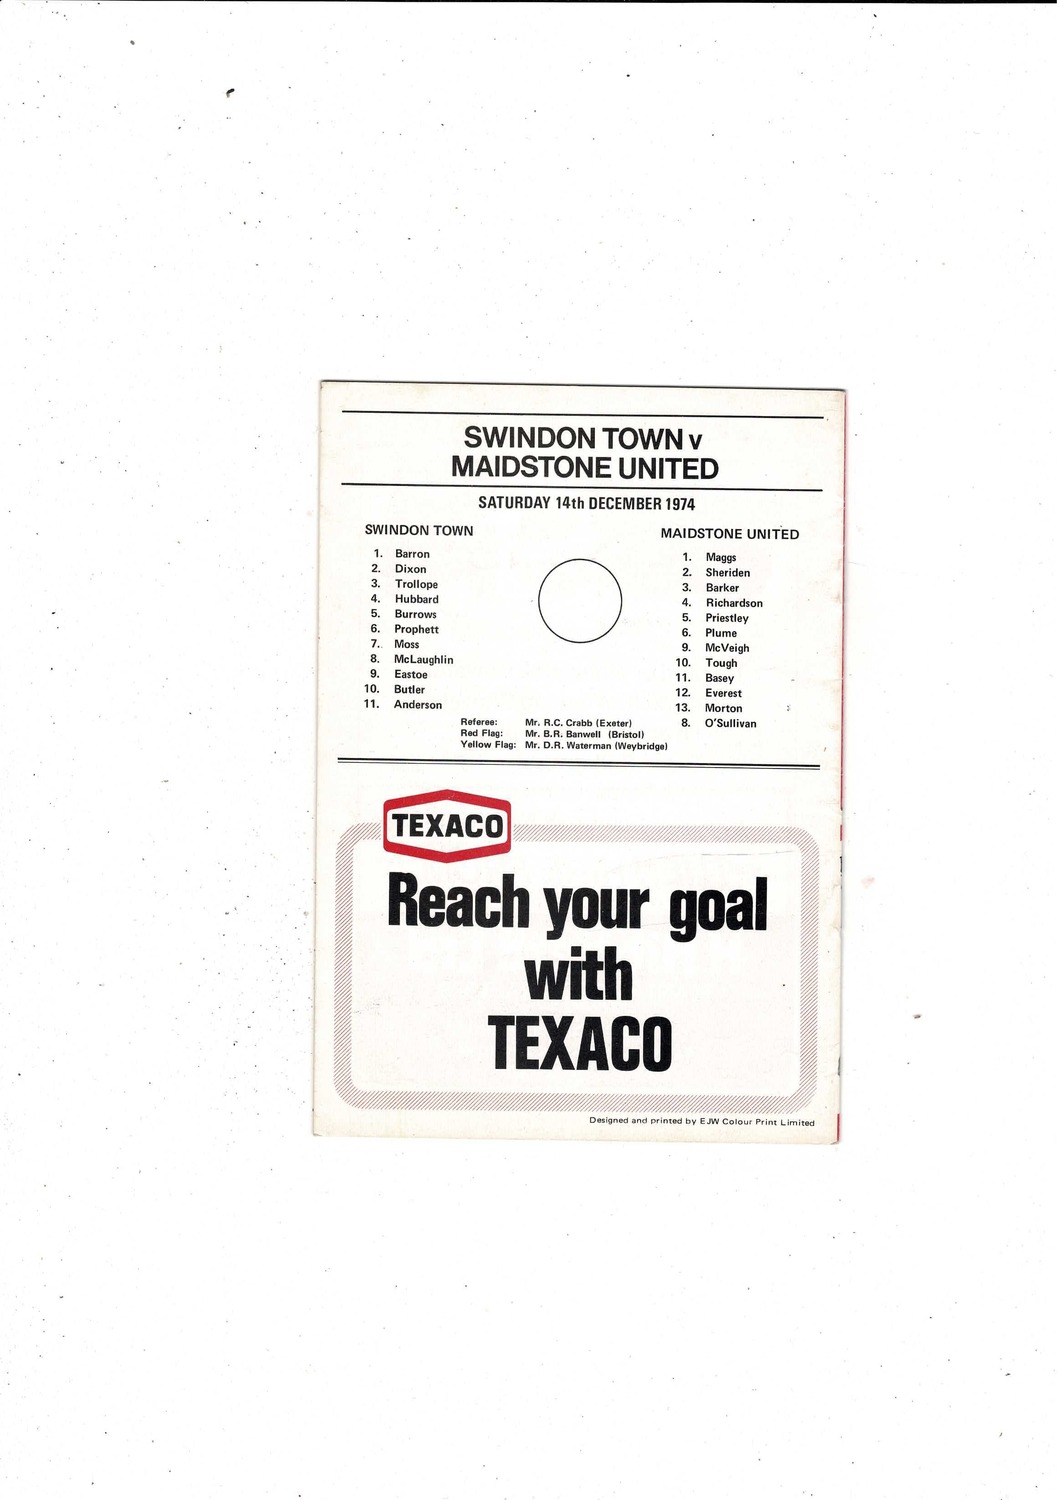 SWINDON TOWN v
MAIDSTONE UNITED
SATURDAY 14th DECEMBER 1974
SWINDON TOWN
1. Barron
2. Dixon
3. Trollope
4. Hubbard
5. Burrows
6. Prophett
7. Moss
8. McLaughlin
9. Eastoe
10. Butler
11. Anderson
MAIDSTONE UNITED
1. Maggs
2. Sheriden
3. Barker
4. Richardson
5. Priestley
6. Plume
9. McVeigh
10. Tough
11. Basey
12. Everest
13. Morton
8. O'Sullivan
Referee: Mr. R.C. Crabb (Exeter)
Red Flag: Mr. B.R. Banwell (Bristol)
Yellow Flag: Mr. D.R. Waterman (Weybridge)
TEXACO
Reach your goal
with
TEXACO
Designed and printed by EJW Colour Print Limited